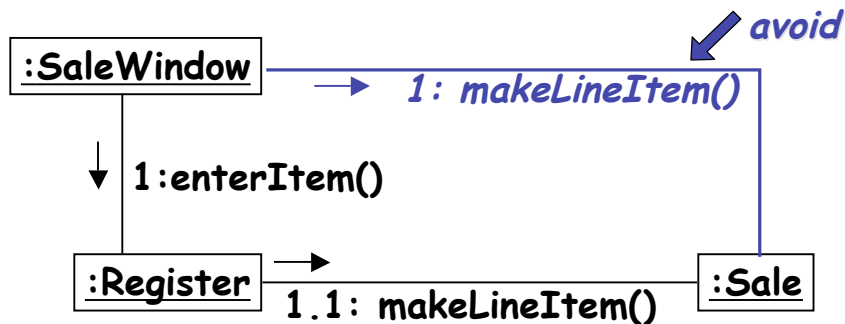 avoid
:SaleWindow
1: makeLineItem()
1:enterItem()
:Register
:Sale
1.1: makeLineItem()